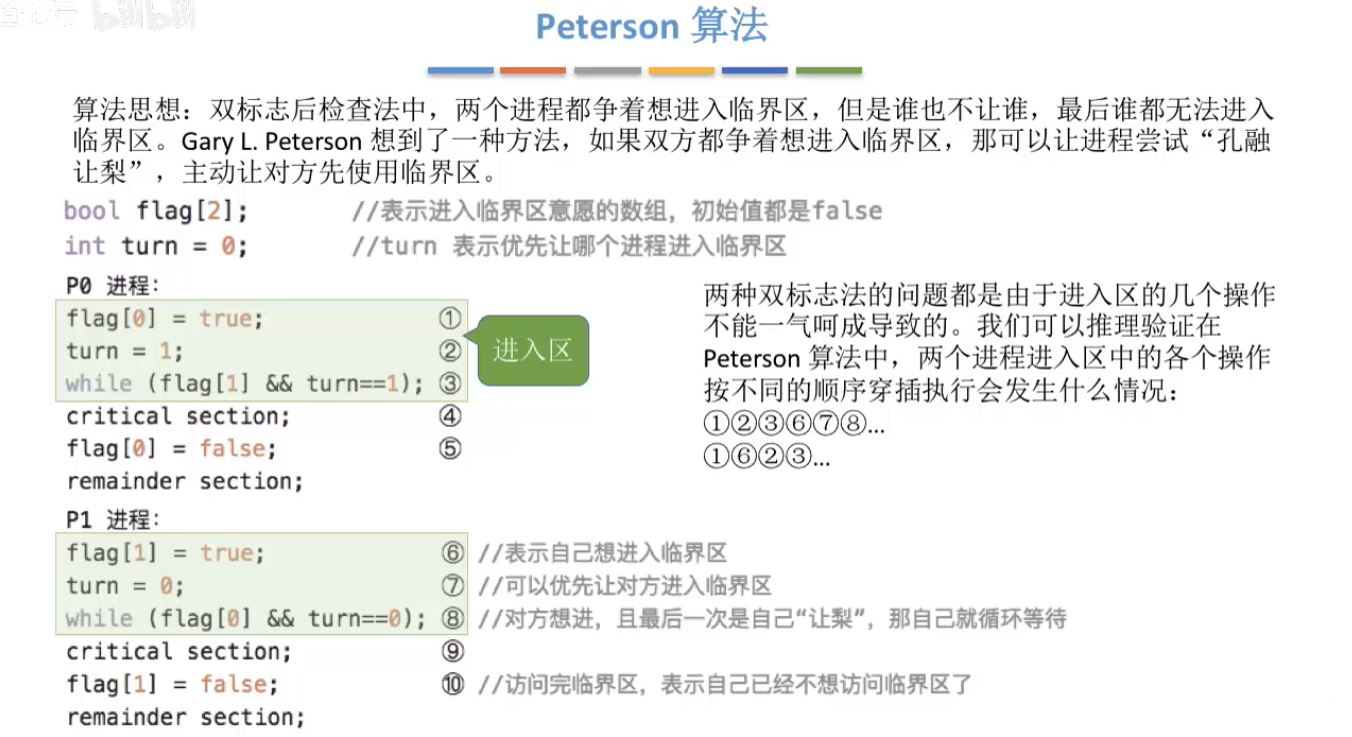 bilibili
Peterson 算法
算法思想：双标志后检查法中，两个进程都争着想进入临界区，但是谁也不让谁，最后谁都无法进入
临界区。Gary L. Peterson 想到了一种方法，如果双方都争着想进入临界区，那可以让进程尝试“孔融
让梨”，主动让对方先使用临界区。
bool flag[2]; //表示进入临界区意愿的数组，初始值都是false
int turn = 0; //turn 表示优先让哪个进程进入临界区
P0 进程：
flag[0] = true; ①
turn = 1; ②
while (flag[1] && turn==1); ③
critical section; ④
flag[0] = false; ⑤
remainder section;
进入区
两种双标志法的问题都是由于进入区的几个操作
不能一气呵成导致的。我们可以推理验证在
Peterson 算法中，两个进程进入区中的各个操作
按不同的顺序穿插执行会发生什么情况：
①②③⑥⑦⑧...
①⑥②③...
P1 进程：
flag[1] = true; ⑥ //表示自己想进入临界区
turn = 0; ⑦ //可以优先让对方进入临界区
while (flag[0] && turn==0); ⑧ //对方想进，且最后一次是自己“让梨”，那自己就循环等待
critical section; ⑨
flag[1] = false; ⑩ //访问完临界区，表示自己已经不想访问临界区了
remainder section;